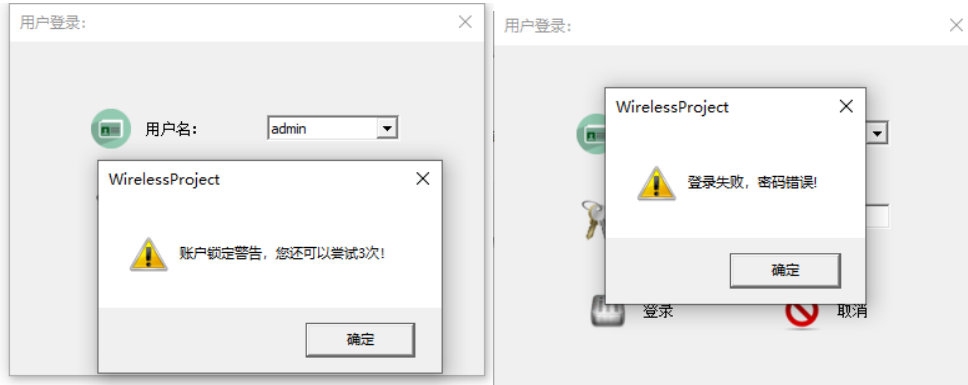 用户登录:
用户名:
admin
WirelessProject
账户锁定警告，您还可以尝试3次!
确定
用户登录:
WirelessProject
登录失败，密码错误!
确定
登录
取消